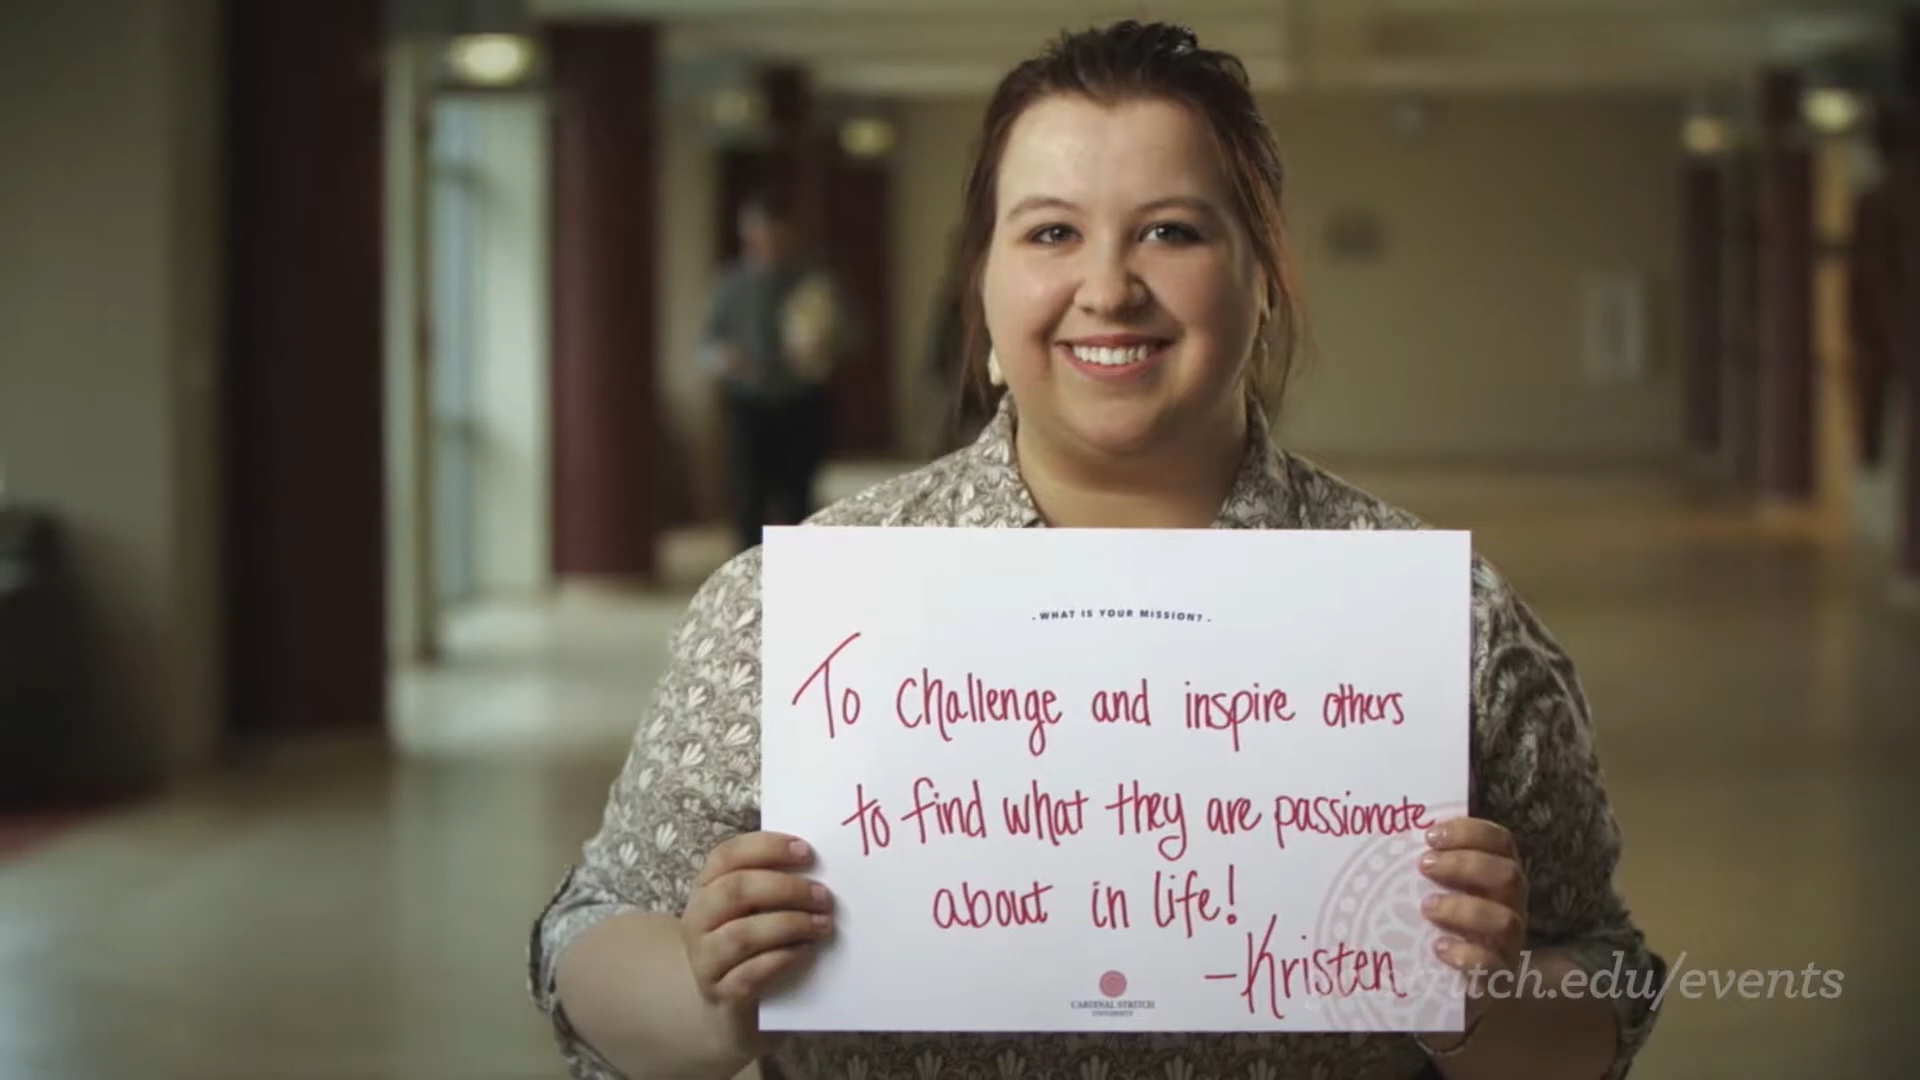 . WHAT IS YOUR MISSION? .
To challenge and inspire others
to find what they are passionate
about in life!
-Kristen
CARDINAL STRITCH
UNIVERSITY
stritch.edu/events